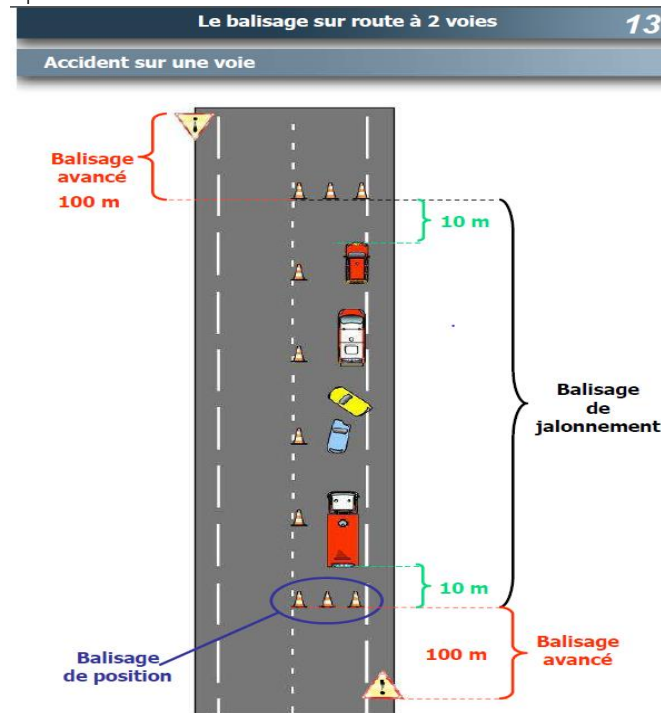 Le balisage sur route à 2 voies
13
Accident sur une voie
Balisage
avancé
100 m
10 m
Balisage
de
jalonnement
10 m
Balisage
de position
100 m
Balisage
avancé